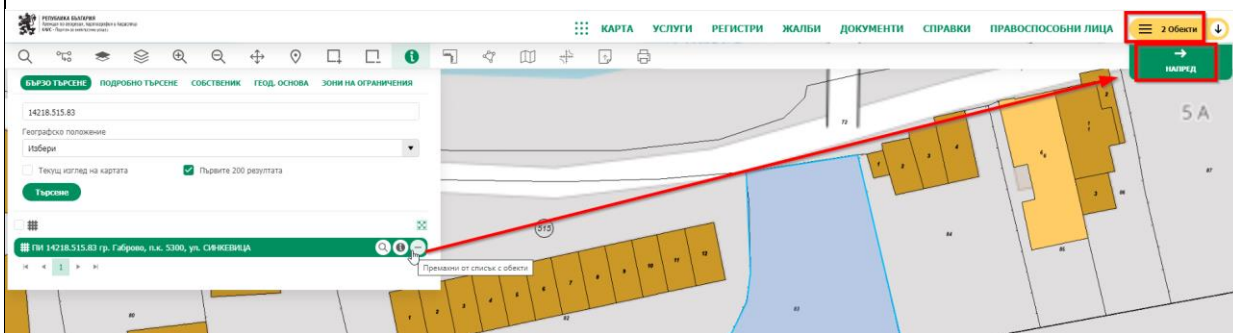 РЕПУБЛИКА БЪЛГАРИЯ
КАРТА УСЛУГИ РЕГИСТРИ ЖАЛБИ ДОКУМЕНТИ СПРАВКИ ПРАВОСПОСОБНИ ЛИЦА 2 Обекти
НАПРЕД
БЪРЗО ТЪРСЕНЕ ПОДРОБНО ТЪРСЕНЕ СОБСТВЕНИК ГЕОД. ОСНОВА ЗОНИ НА ОГРАНИЧЕНИЯ
14218.515.83
Географско положение
Избери
Текущ изглед на картата Първите 200 резултата
Търсене
ПИ 14218.515.83 гр. Габрово, п.к. 5300, ул. СИНКЕВИЦА
Премахни от списък с обекти
1
5 А
515